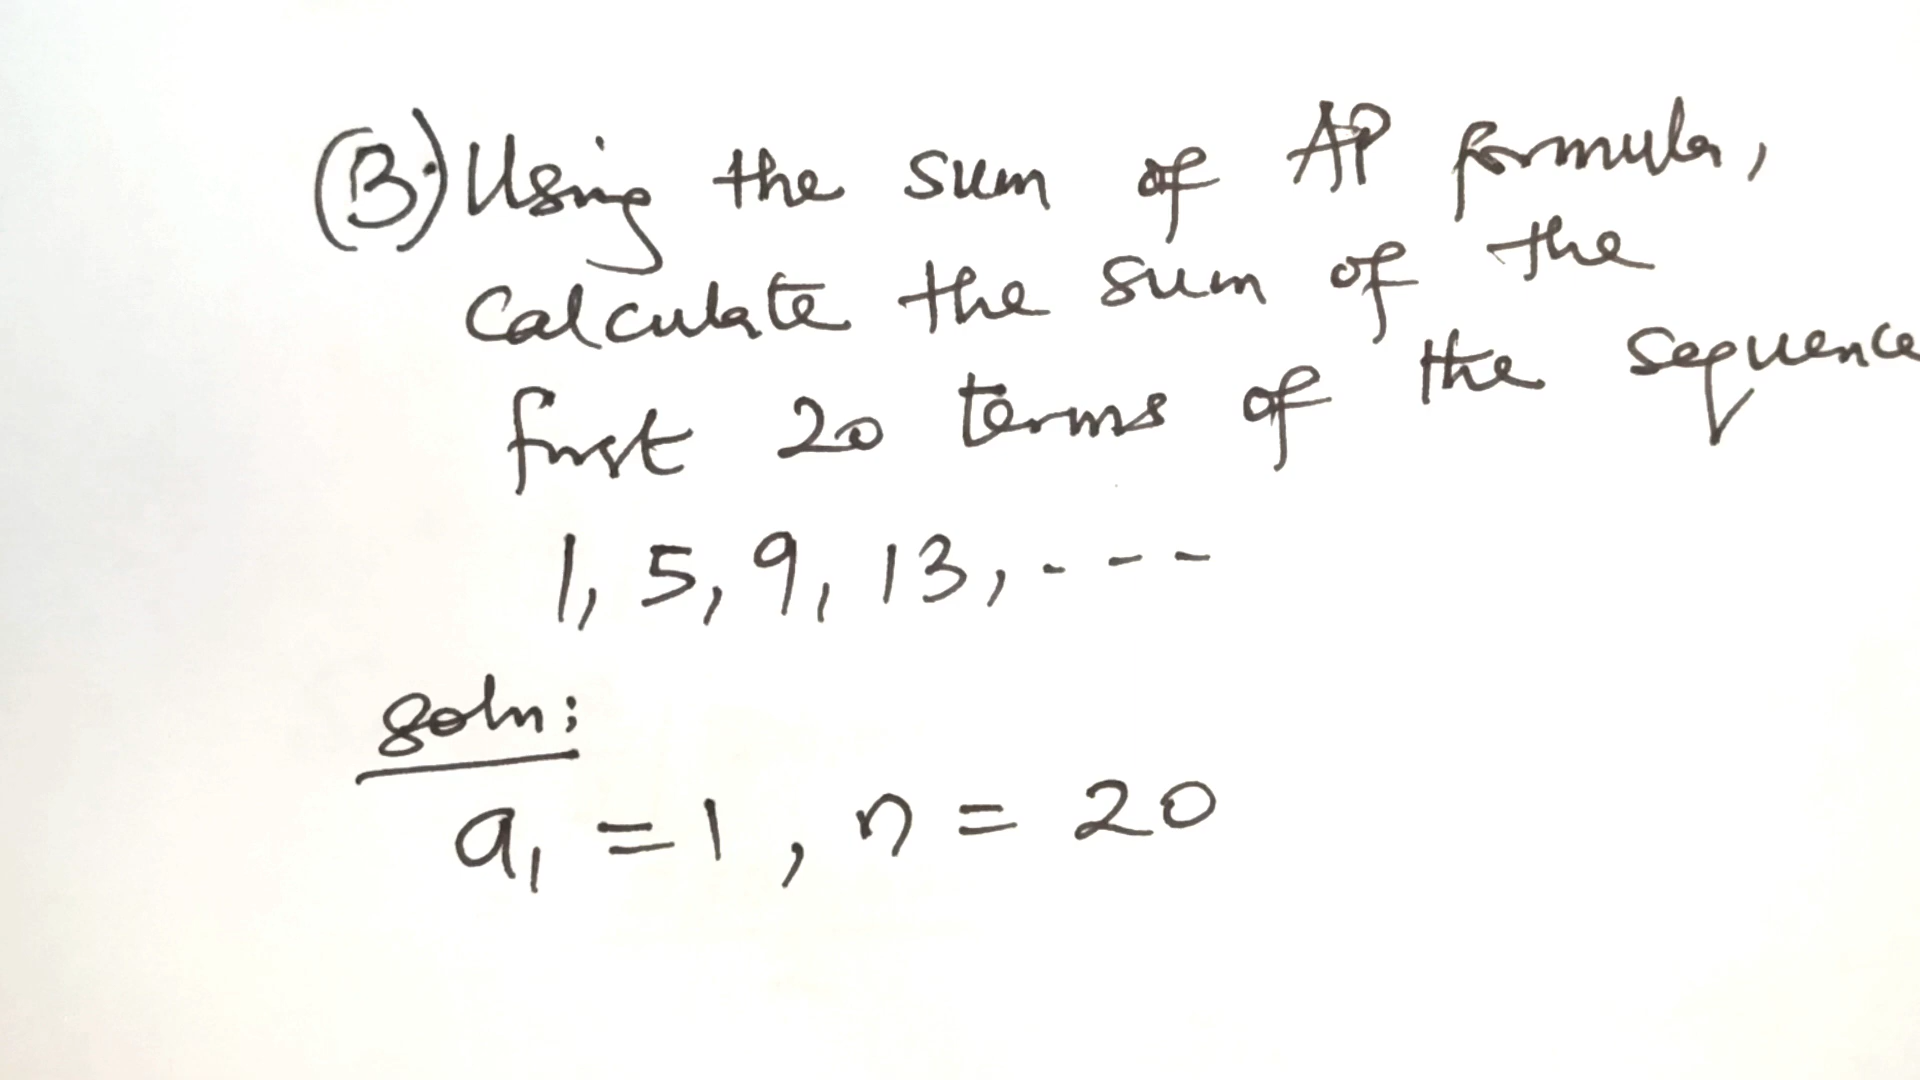 (B.) Using the sum of AP formula,
Calculate the sum of the
first 20 terms of the sequence
1, 5, 9, 13, ----
soln:
a₁ = 1, n = 20